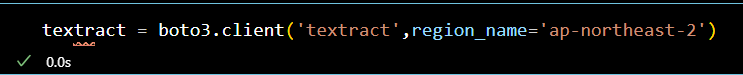 textract = boto3.client('textract',region_name='ap-northeast-2')
0.0s